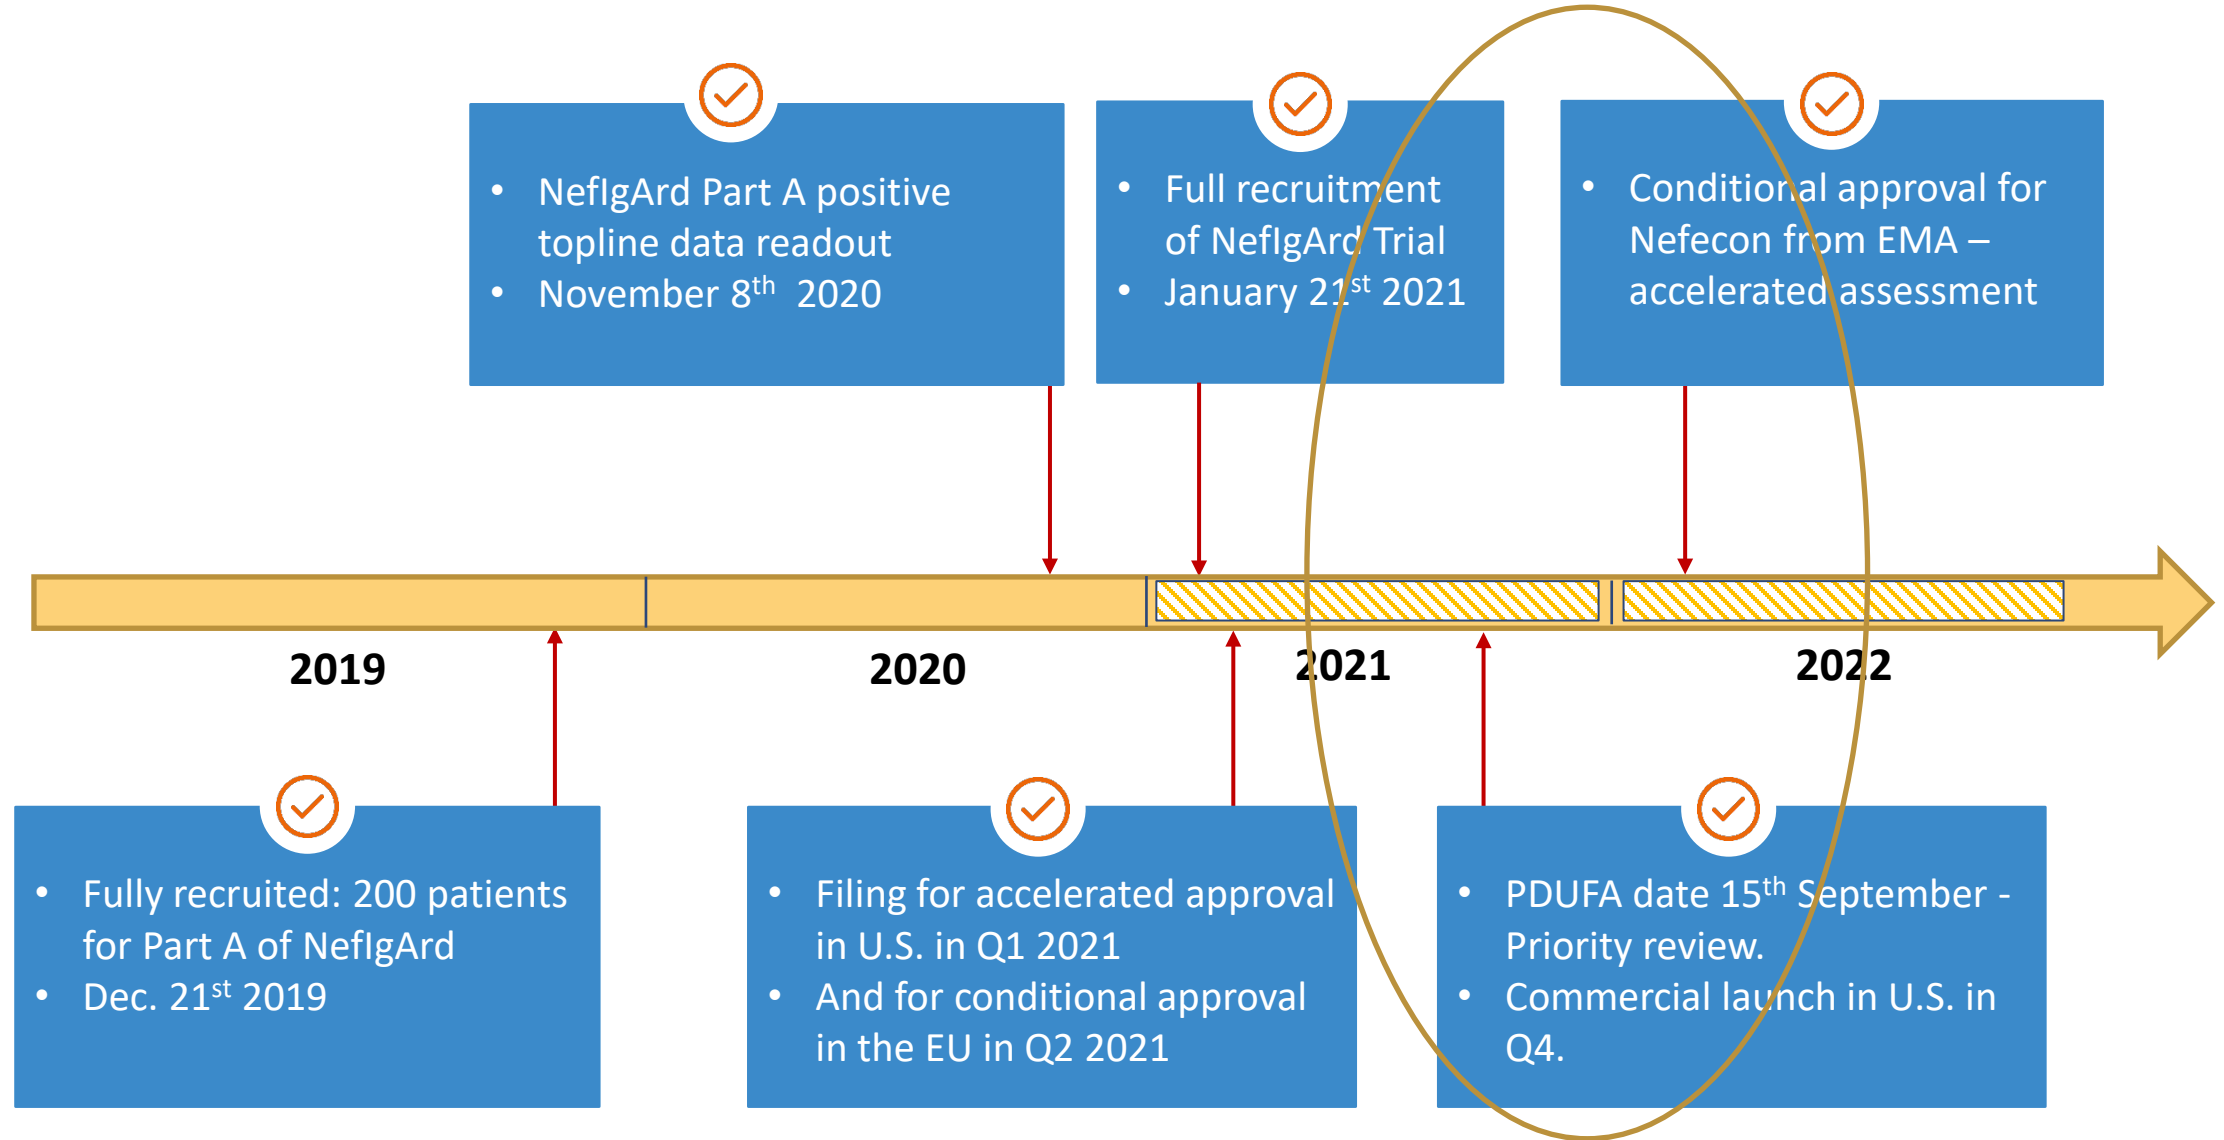 • NefIgArd Part A positive
topline data readout
• November 8th 2020
• Full recruitment
of NefIgArd Trial
• January 21st 2021
• Conditional approval for
Nefecon from EMA –
accelerated assessment
2019
2020
2021
2022
• Fully recruited: 200 patients
for Part A of NefIgArd
• Dec. 21st 2019
• Filing for accelerated approval
in U.S. in Q1 2021
• And for conditional approval
in the EU in Q2 2021
• PDUFA date 15th September -
Priority review.
• Commercial launch in U.S. in
Q4.